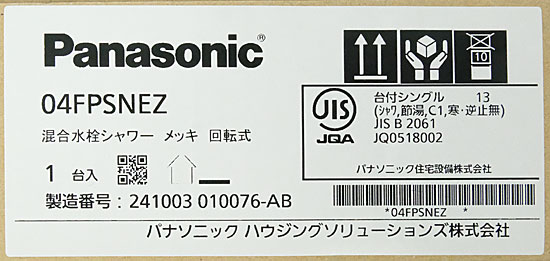 Panasonic®
04FPSNEZ
混合水栓シャワー メッキ 回転式
1 台入
製造番号: 241003 010076-AB
10
JIS
JQA
台付シングル 13
(シャワ,節湯,C1,寒・逆止無)
JIS B 2061
JQ0518002
パナソニック住宅設備株式会社
*04FPSNEZ *
パナソニック ハウジングソリューションズ株式会社